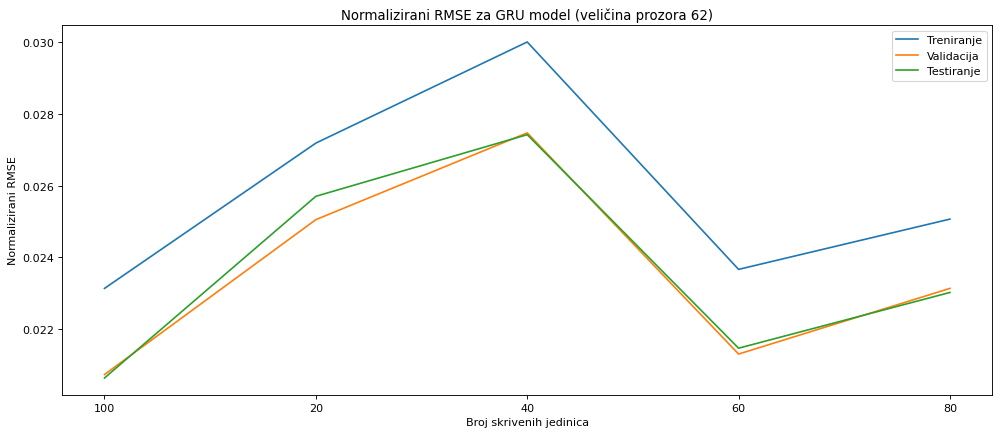 Normalizirani RMSE za GRU model (veličina prozora 62)
Treniranje
Validacija
Testiranje
Normalizirani RMSE
0.030
0.028
0.026
0.024
0.022
100
20
40
60
80
Broj skrivenih jedinica